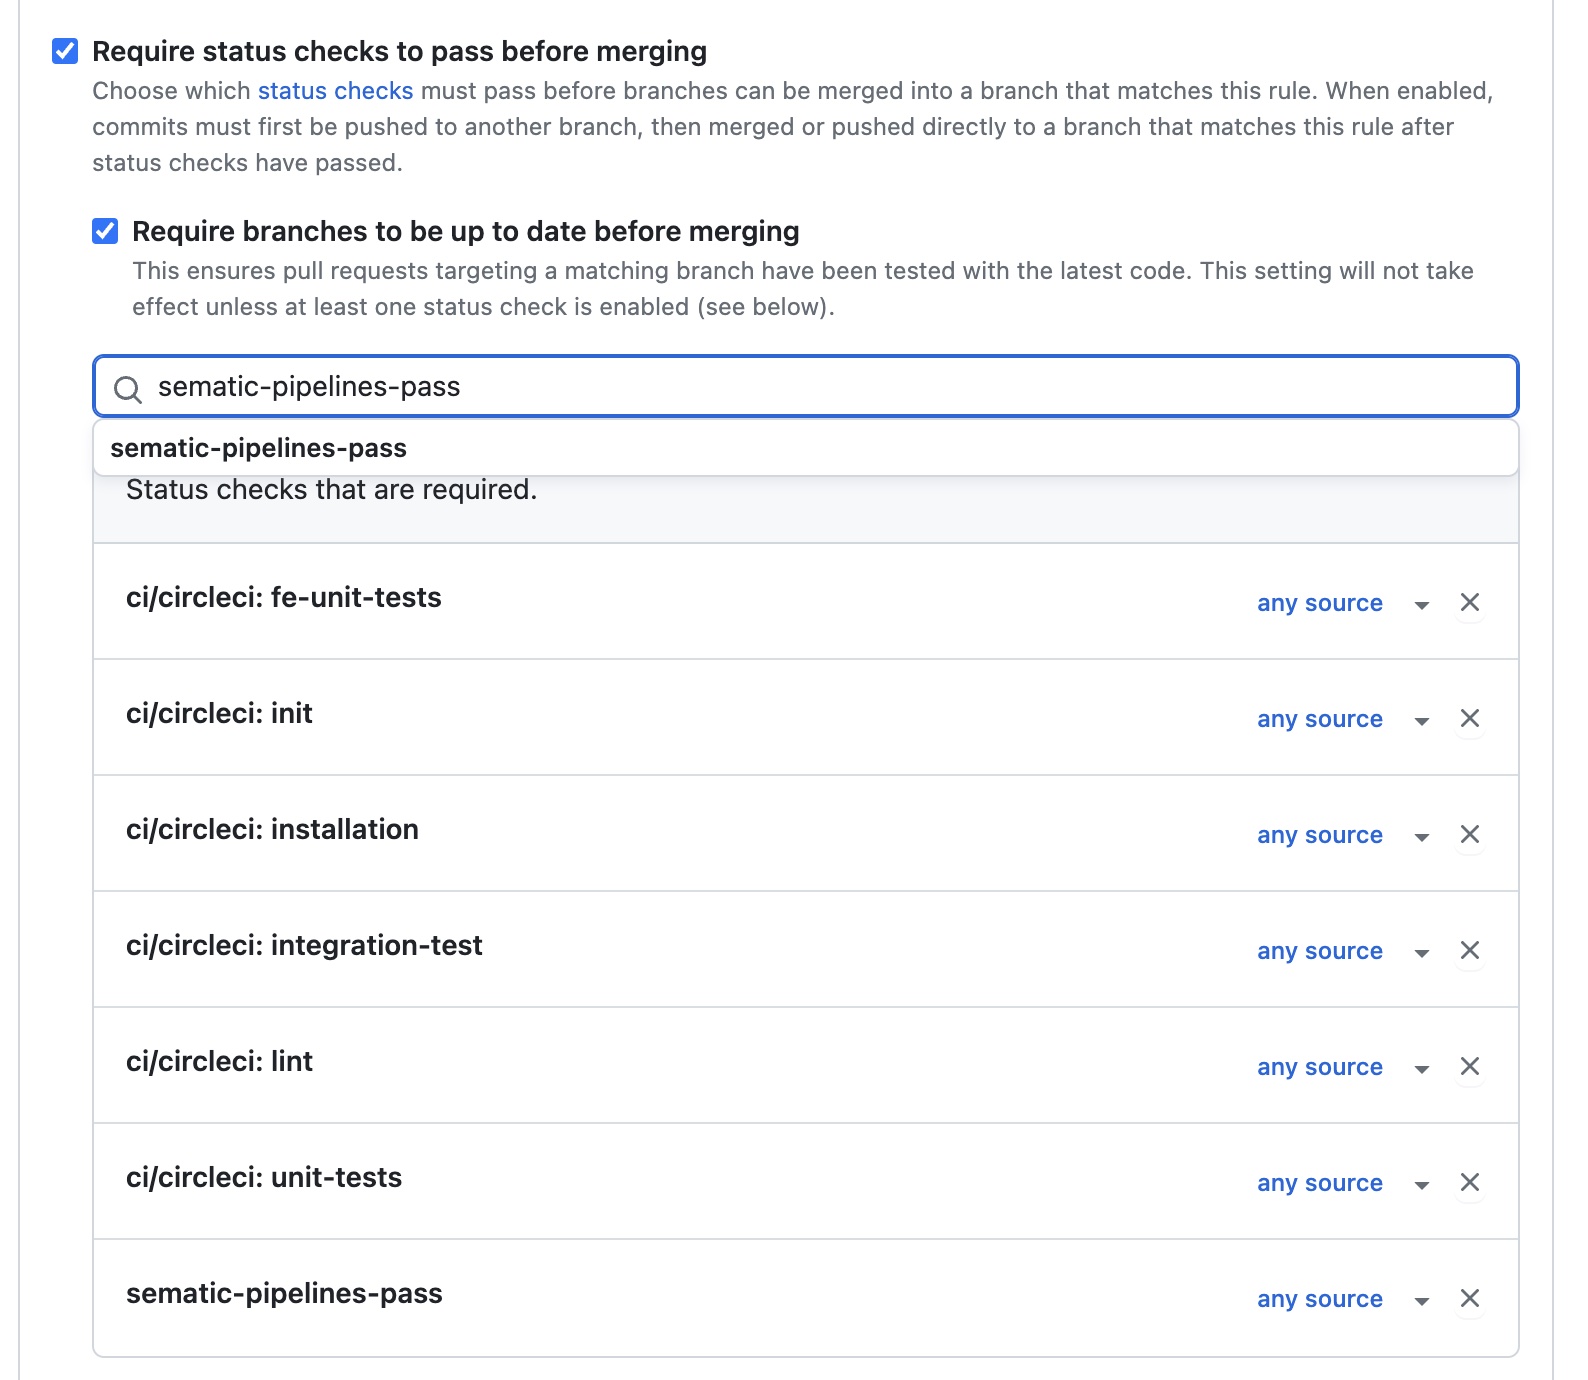 Require status checks to pass before merging
Choose which status checks must pass before branches can be merged into a branch that matches this rule. When enabled,
commits must first be pushed to another branch, then merged or pushed directly to a branch that matches this rule after
status checks have passed.
Require branches to be up to date before merging
This ensures pull requests targeting a matching branch have been tested with the latest code. This setting will not take
effect unless at least one status check is enabled (see below).
sematic-pipelines-pass
sematic-pipelines-pass
Status checks that are required.
ci/circleci: fe-unit-tests any source
ci/circleci: init any source
ci/circleci: installation any source
ci/circleci: integration-test any source
ci/circleci: lint any source
ci/circleci: unit-tests any source
sematic-pipelines-pass any source